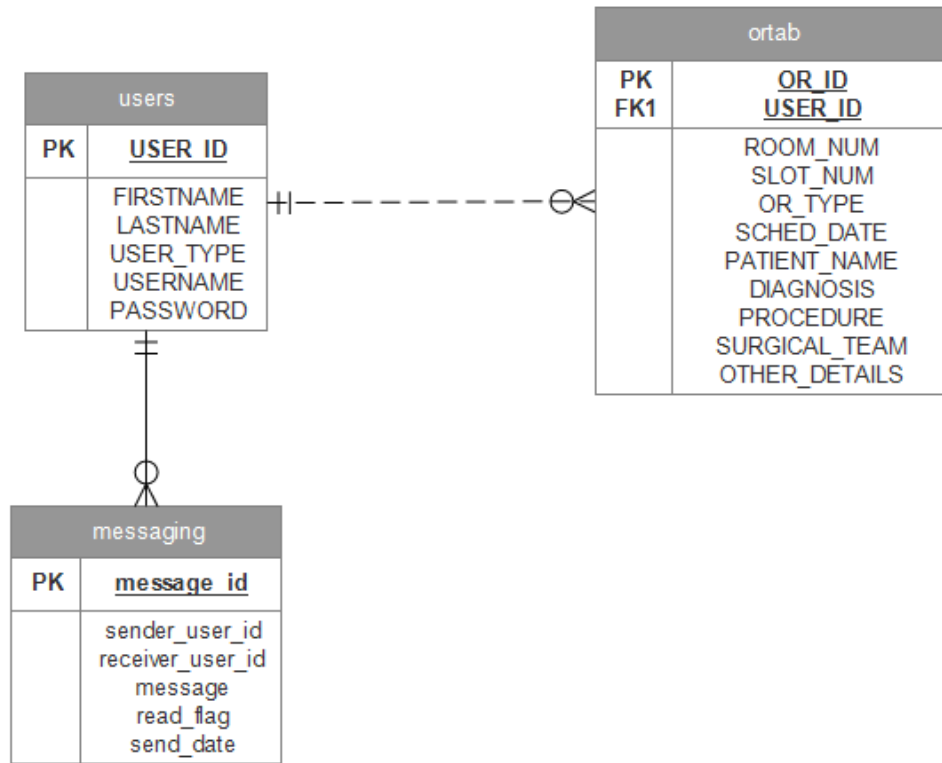 users
PK USER_ID
FIRSTNAME
LASTNAME
USER_TYPE
USERNAME
PASSWORD
ortab
PK OR_ID
FK1 USER_ID
ROOM_NUM
SLOT_NUM
OR_TYPE
SCHED_DATE
PATIENT_NAME
DIAGNOSIS
PROCEDURE
SURGICAL_TEAM
OTHER_DETAILS
messaging
PK message_id
sender_user_id
receiver_user_id
message
read_flag
send_date